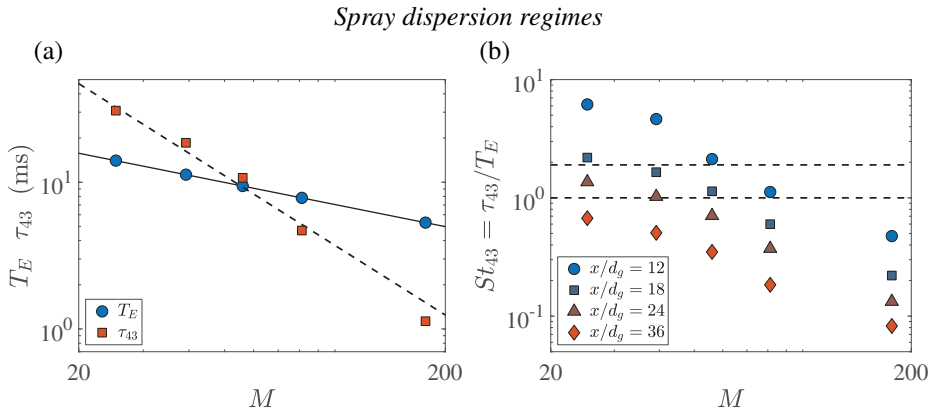 Spray dispersion regimes
(a)
(b)
T_E τ_43 (ms)
10^1
10^0
20
200
M
T_E
τ_43
St_43 = τ_43/T_E
10^1
10^0
10^-1
20
200
M
x/d_g = 12
x/d_g = 18
x/d_g = 24
x/d_g = 36